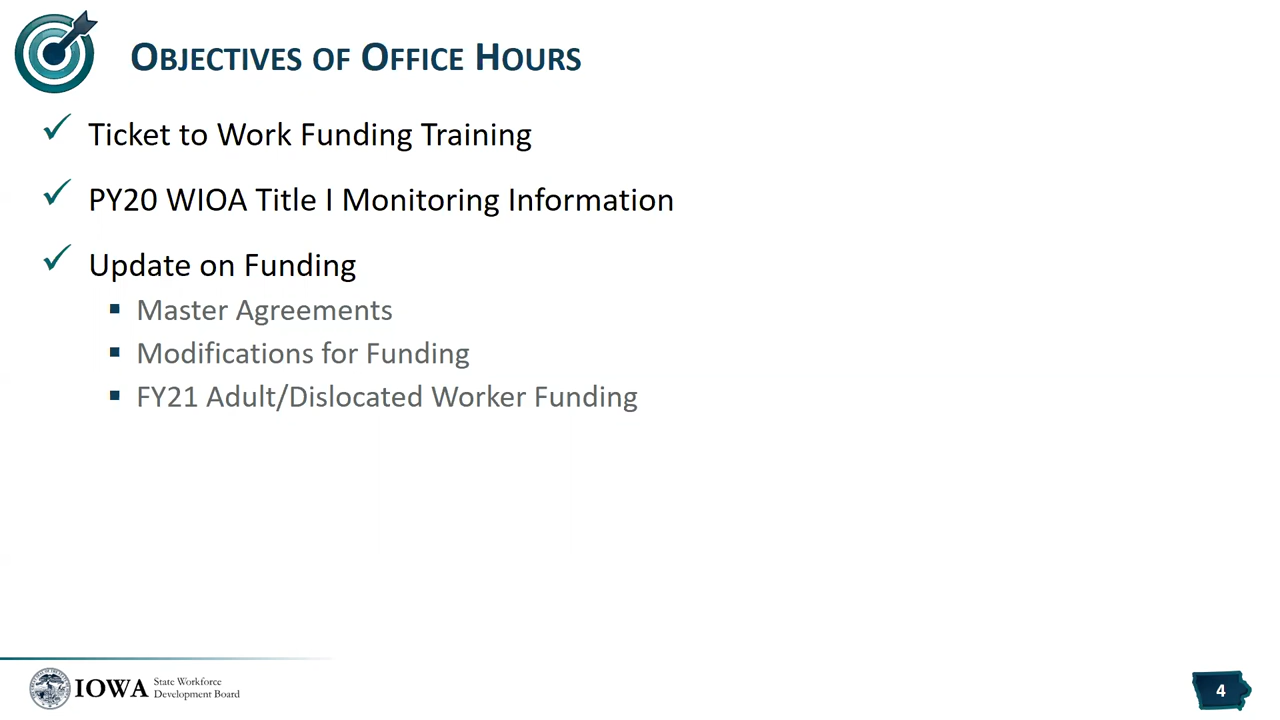 OBJECTIVES OF OFFICE HOURS
Ticket to Work Funding Training
PY20 WIOA Title I Monitoring Information
Update on Funding
Master Agreements
Modifications for Funding
FY21 Adult/Dislocated Worker Funding
IOWA State Workforce
Development Board
4